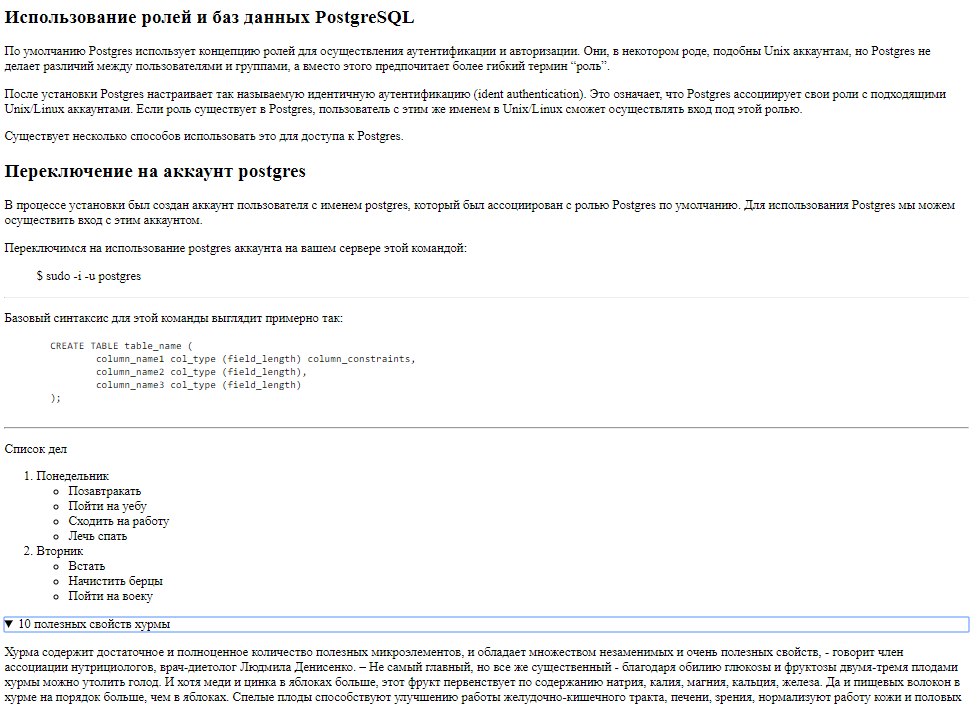 Использование ролей и баз данных PostgreSQL
По умолчанию Postgres использует концепцию ролей для осуществления аутентификации и авторизации. Они, в некотором роде, подобны Unix аккаунтам, но Postgres не
делает различий между пользователями и группами, а вместо этого предпочитает более гибкий термин “роль”.
После установки Postgres настраивает так называемую идентичную аутентификацию (ident authentication). Это означает, что Postgres ассоциирует свои роли с подходящими
Unix/Linux аккаунтами. Если роль существует в Postgres, пользователь с этим же именем в Unix/Linux сможет осуществлять вход под этой ролью.
Существует несколько способов использовать это для доступа к Postgres.
Переключение на аккаунт postgres
В процессе установки был создан аккаунт пользователя с именем postgres, который был ассоциирован с ролью Postgres по умолчанию. Для использования Postgres мы можем
осуществить вход с этим аккаунтом.
Переключимся на использование postgres аккаунта на вашем сервере этой командой:
$ sudo -i -u postgres
Базовый синтаксис для этой команды выглядит примерно так:
CREATE TABLE table_name (
column_name1 col_type (field_length) column_constraints,
column_name2 col_type (field_length),
column_name3 col_type (field_length)
);
Список дел
1. Понедельник
Позавтракать
Пойти на уебу
Сходить на работу
Лечь спать
2. Вторник
Встать
Начистить берцы
Пойти на воеку
▼ 10 полезных свойств хурмы
Хурма содержит достаточное и полноценное количество полезных микроэлементов, и обладает множеством незаменимых и очень полезных свойств, - говорит член
ассоциации нутрициологов, врач-диетолог Людмила Денисенко. – Не самый главный, но все же существенный - благодаря обилию глюкозы и фруктозы двумя-тремя плодами
хурмы можно утолить голод. И хотя меди и цинка в яблоках больше, этот фрукт первенствует по содержанию натрия, калия, магния, кальция, железа. Да и пищевых волокон в
хурме на порядок больше, чем в яблоках. Спелые плоды способствуют улучшению работы желудочно-кишечного тракта, печени, зрения, нормализуют работу кожи и половых